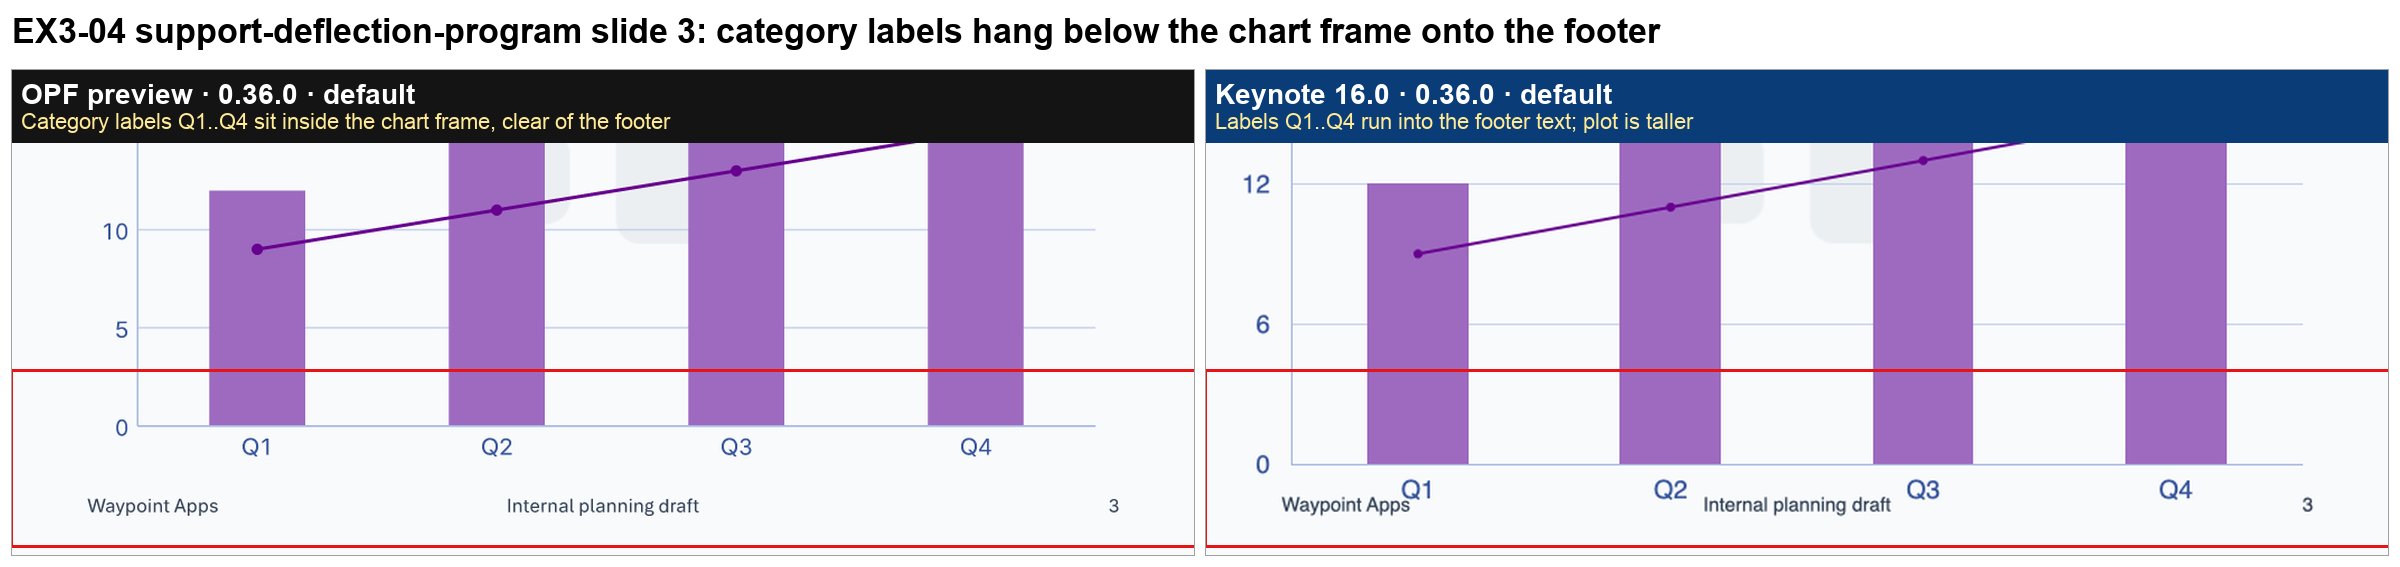 EX3-04 support-deflection-program slide 3: category labels hang below the chart frame onto the footer
OPF preview · 0.36.0 · default
Category labels Q1..Q4 sit inside the chart frame, clear of the footer
10
5
0
Q1 Q2 Q3 Q4
Waypoint Apps Internal planning draft 3
Keynote 16.0 · 0.36.0 · default
Labels Q1..Q4 run into the footer text; plot is taller
12
6
0
Q1 Q2 Q3 Q4
Waypoint Apps Internal planning draft 3